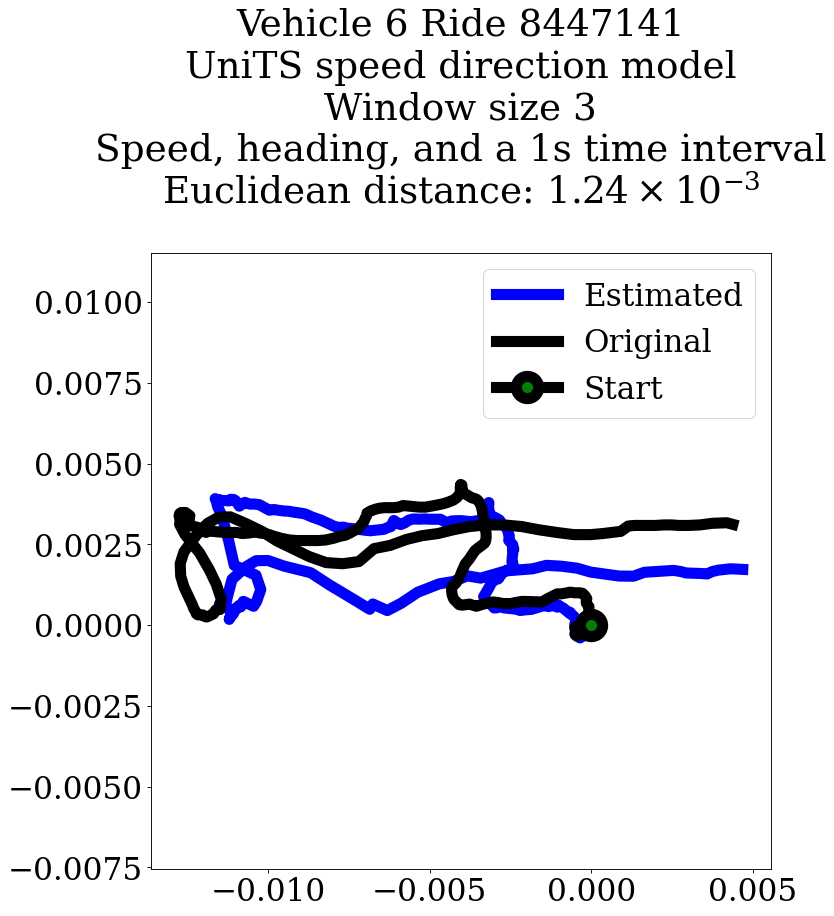 Vehicle 6 Ride 8447141
UniTS speed direction model
Window size 3
Speed, heading, and a 1s time interval
Euclidean distance: 1.24 × 10⁻³
Estimated
Original
Start
0.0100
0.0075
0.0050
0.0025
0.0000
−0.0025
−0.0050
−0.0075
−0.010
−0.005
0.000
0.005